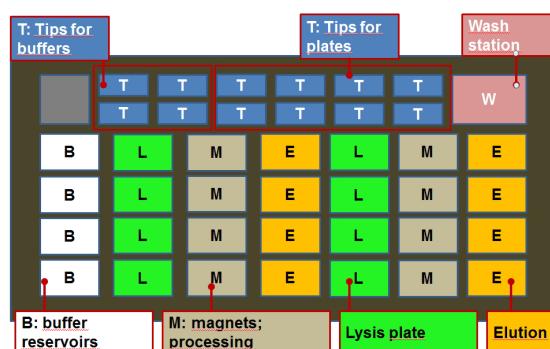 T: Tips for
buffers
T: Tips for
plates
Wash
station
T T T T T T
T T T T T T
W
B L M E L M E
B L M E L M E
B L M E L M E
B L M E L M E
B: buffer
reservoirs
M: magnets;
processing
Lysis plate
Elution